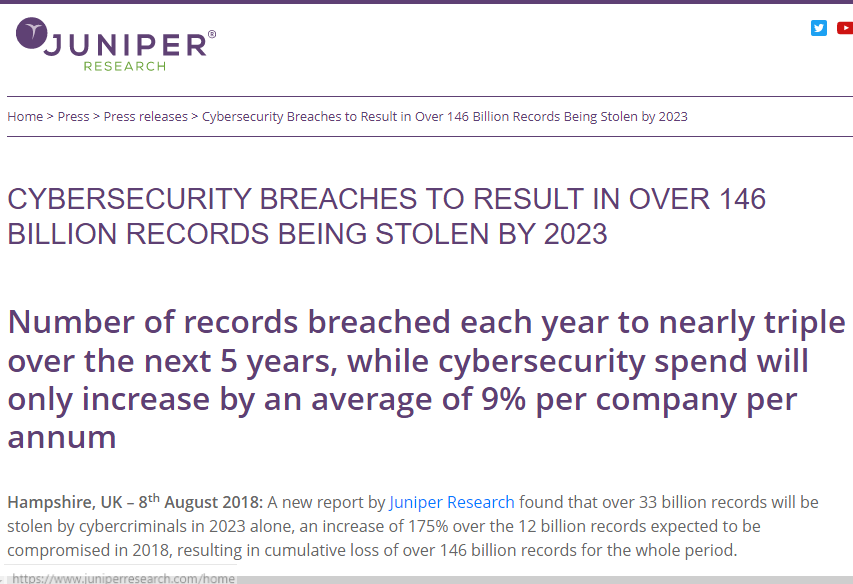 JUNIPER®
RESEARCH
Home > Press > Press releases > Cybersecurity Breaches to Result in Over 146 Billion Records Being Stolen by 2023
CYBERSECURITY BREACHES TO RESULT IN OVER 146
BILLION RECORDS BEING STOLEN BY 2023
Number of records breached each year to nearly triple
over the next 5 years, while cybersecurity spend will
only increase by an average of 9% per company per
annum
Hampshire, UK – 8th August 2018: A new report by Juniper Research found that over 33 billion records will be
stolen by cybercriminals in 2023 alone, an increase of 175% over the 12 billion records expected to be
compromised in 2018, resulting in cumulative loss of over 146 billion records for the whole period.
https://www.juniperresearch.com/home